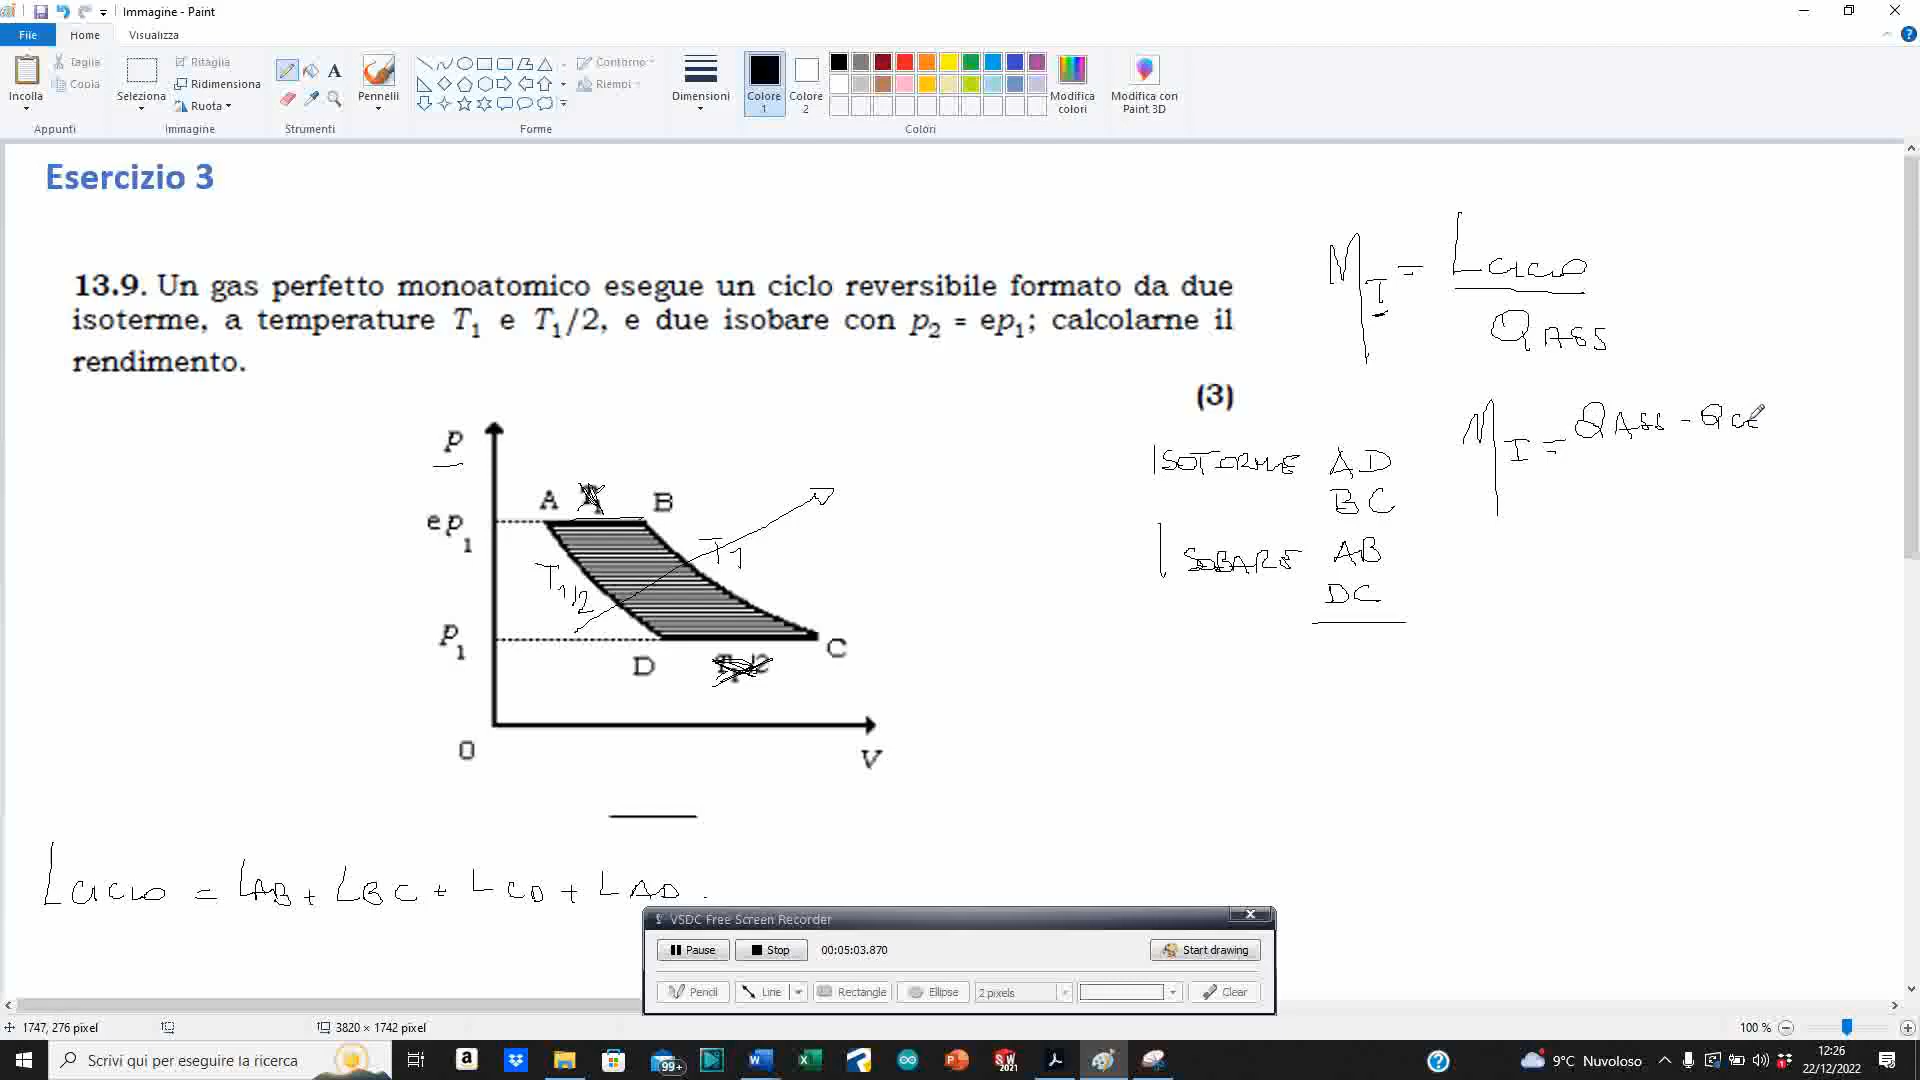 Immagine - Paint
File
Home
Visualizza
Incolla
Taglia
Copia
Appunti
Seleziona
Ritaglia
Ridimensiona
Ruota
Immagine
A
Strumenti
Pennelli
Contorno
Riempi
Forme
Dimensioni
Colore 1
Colore 2
Colori
Modifica colori
Modifica con Paint 3D
Esercizio 3
13.9. Un gas perfetto monoatomico esegue un ciclo reversibile formato da due
isoterme, a temperature T1 e T1/2, e due isobare con p2 = ep1; calcolarne il
rendimento.
(3)
p
A
B
e p1
T1
T1/2
p1
D
C
0
V
ηI = LCICLO / QASS
ηI = QASS - QCE
ISOTERME AD
BC
ISOBARE AB
DC
LCICLO = LAB + LBC + LCD + LAD
VSDC Free Screen Recorder
Pause
Stop
00:05:03.870
Start drawing
Pencil
Line
Rectangle
Ellipse
2 pixels
Clear
1747, 276 pixel
3820 × 1742 pixel
100 %
Scrivi qui per eseguire la ricerca
99+
2021
9°C Nuvoloso
12:26
22/12/2022